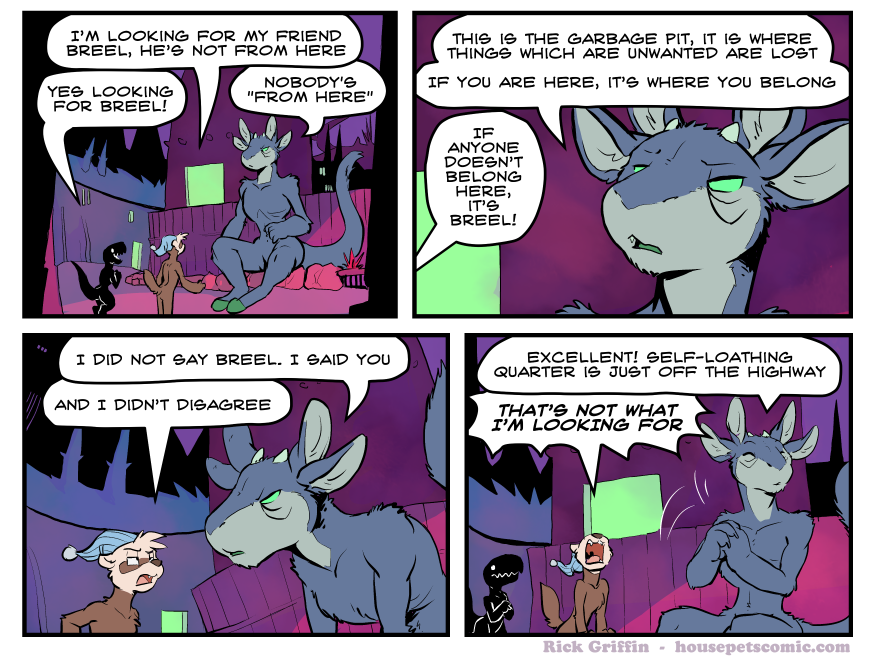 I'M LOOKING FOR MY FRIEND
BREEL, HE'S NOT FROM HERE
YES LOOKING
FOR BREEL!
NOBODY'S
"FROM HERE"
THIS IS THE GARBAGE PIT, IT IS WHERE
THINGS WHICH ARE UNWANTED ARE LOST
IF YOU ARE HERE, IT'S WHERE YOU BELONG
IF
ANYONE
DOESN'T
BELONG
HERE,
IT'S
BREEL!
I DID NOT SAY BREEL. I SAID YOU
AND I DIDN'T DISAGREE
EXCELLENT! SELF-LOATHING
QUARTER IS JUST OFF THE HIGHWAY
THAT'S NOT WHAT
I'M LOOKING FOR
Rick Griffin - housepetscomic.com